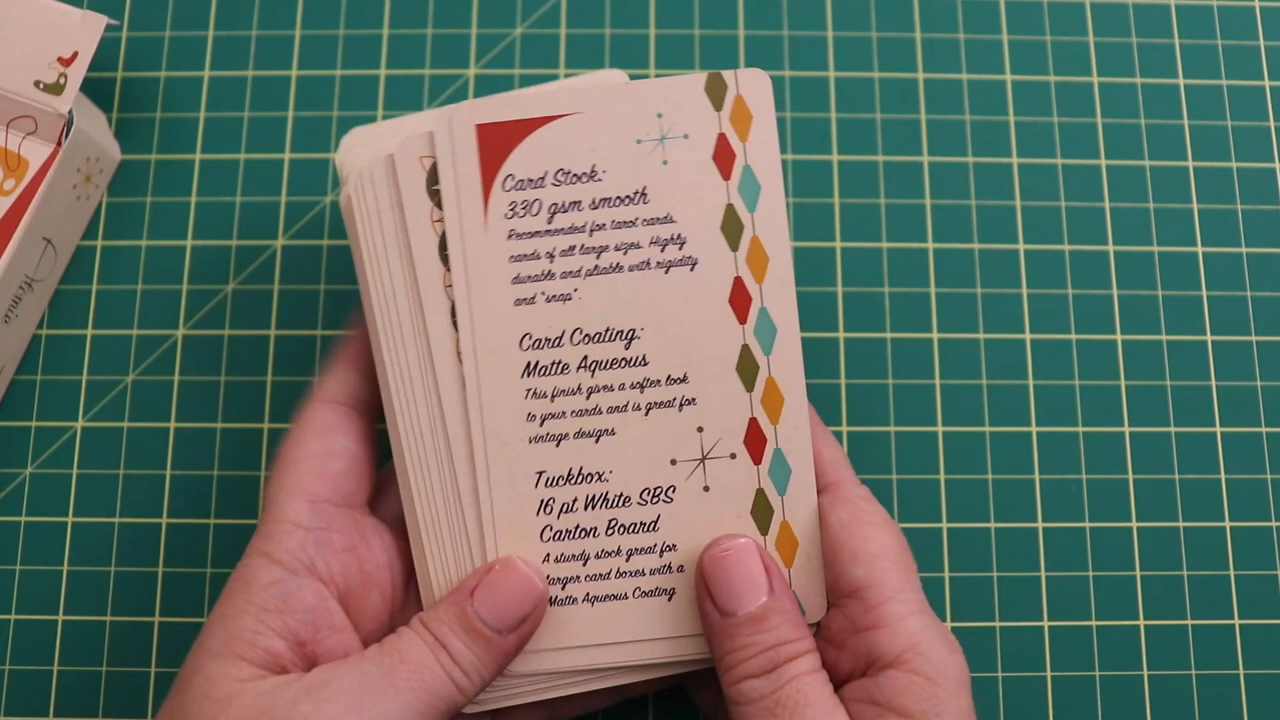 Card Stock:
330 gsm smooth
Recommended for tarot cards,
cards of all large sizes. Highly
durable and pliable with rigidity
and "snap".
Card Coating:
Matte Aqueous
This finish gives a softer look
to your cards and is great for
vintage designs
Tuckbox:
16 pt White SBS
Carton Board
A sturdy stock great for
larger card boxes with a
Matte Aqueous Coating